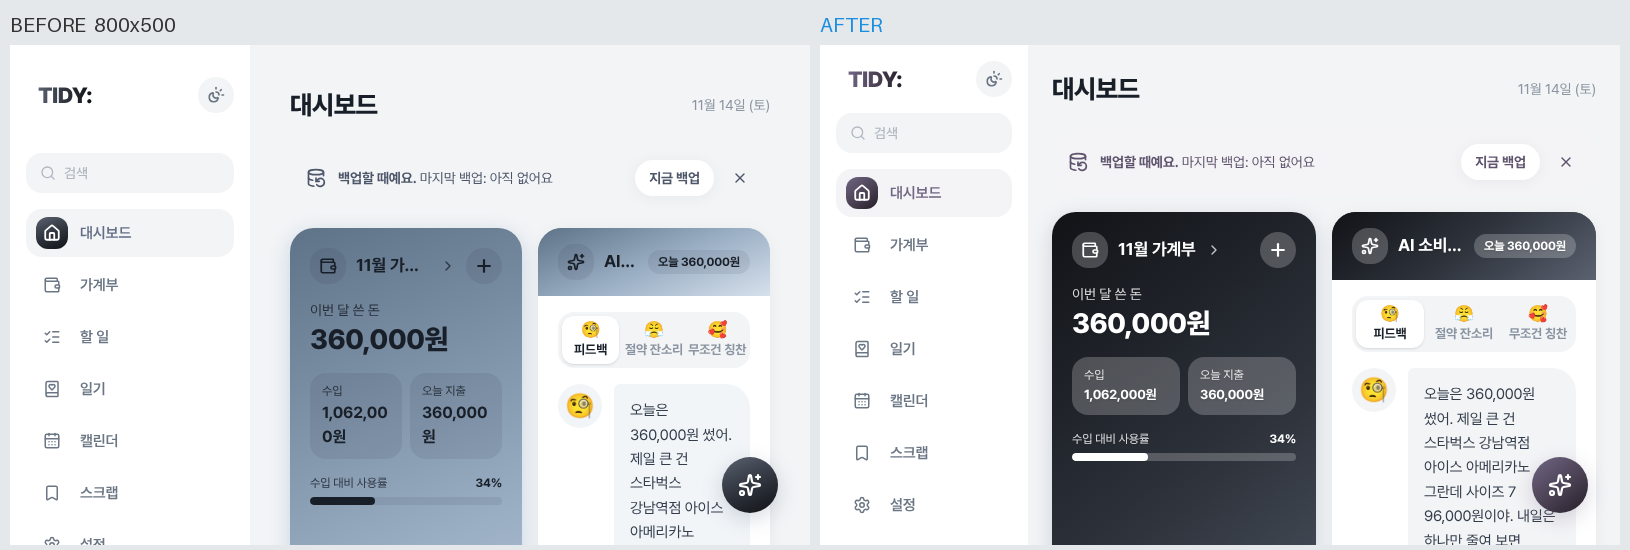 BEFORE 800x500
TIDY:
검색
대시보드
가계부
할 일
일기
캘린더
스크랩
설정
대시보드
11월 14일 (토)
백업할 때예요. 마지막 백업: 아직 없어요
지금 백업
11월 가...
이번 달 쓴 돈
360,000원
수입
1,062,00
0원
오늘 지출
360,000
원
수입 대비 사용률
34%
AI...
오늘 360,000원
피드백
절약 잔소리
무조건 칭찬
오늘은
360,000원 썼어.
제일 큰 건
스타벅스
강남역점 아이스
아메리카노
AFTER
TIDY:
검색
대시보드
가계부
할 일
일기
캘린더
스크랩
설정
대시보드
11월 14일 (토)
백업할 때예요. 마지막 백업: 아직 없어요
지금 백업
11월 가계부
이번 달 쓴 돈
360,000원
수입
1,062,000원
오늘 지출
360,000원
수입 대비 사용률
34%
AI 소비...
오늘 360,000원
피드백
절약 잔소리
무조건 칭찬
오늘은 360,000원
썼어. 제일 큰 건
스타벅스 강남역점
아이스 아메리카노
그란데 사이즈 7
96,000원이야. 내일은
하나만 줄여 보면